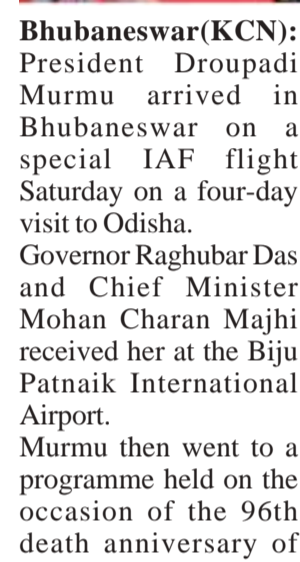 Bhubaneswar(KCN):
President Droupadi
Murmu arrived in
Bhubaneswar on a
special IAF flight
Saturday on a four-day
visit to Odisha.
Governor Raghubar Das
and Chief Minister
Mohan Charan Majhi
received her at the Biju
Patnaik International
Airport.
Murmu then went to a
programme held on the
occasion of the 96th
death anniversary of